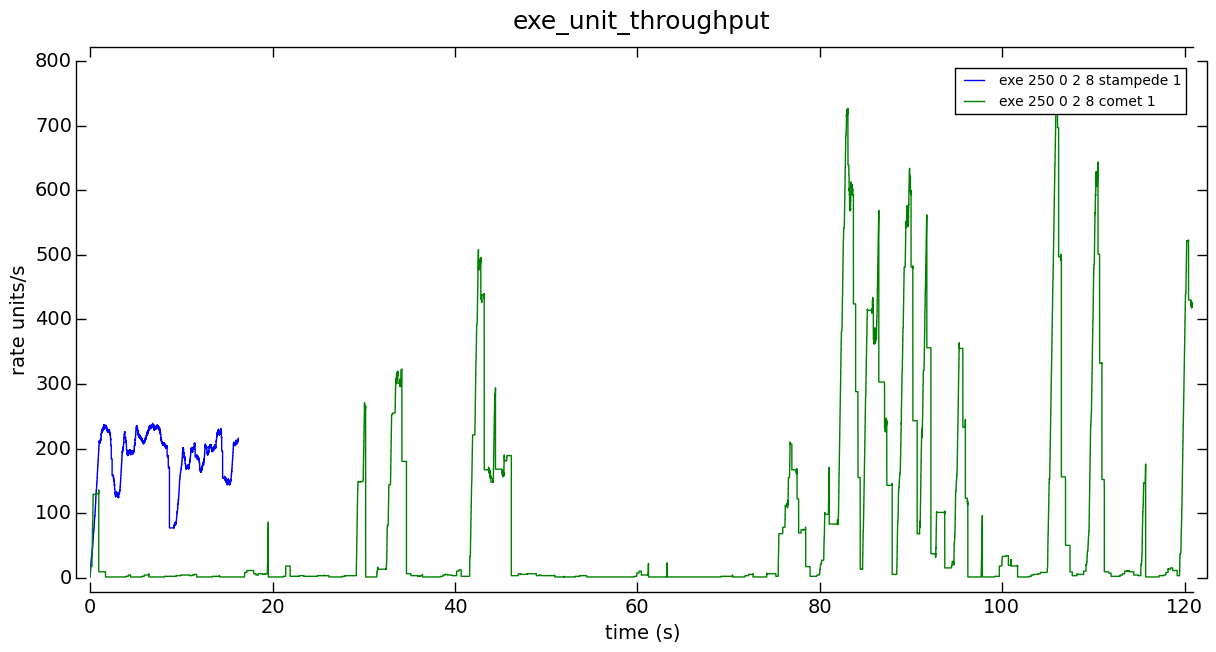 exe_unit_throughput
800
700
600
500
400
300
200
100
0
rate units/s
exe 250 0 2 8 stampede 1
exe 250 0 2 8 comet 1
0 20 40 60 80 100 120
time (s)